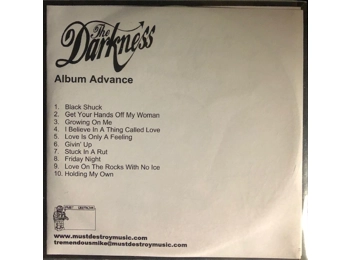 The
Darkness
Album Advance
1. Black Shuck
2. Get Your Hands Off My Woman
3. Growing On Me
4. I Believe In A Thing Called Love
5. Love Is Only A Feeling
6. Givin' Up
7. Stuck In A Rut
8. Friday Night
9. Love On The Rocks With No Ice
10. Holding My Own
www.mustdestroymusic.com
tremendousmike@mustdestroymusic.com